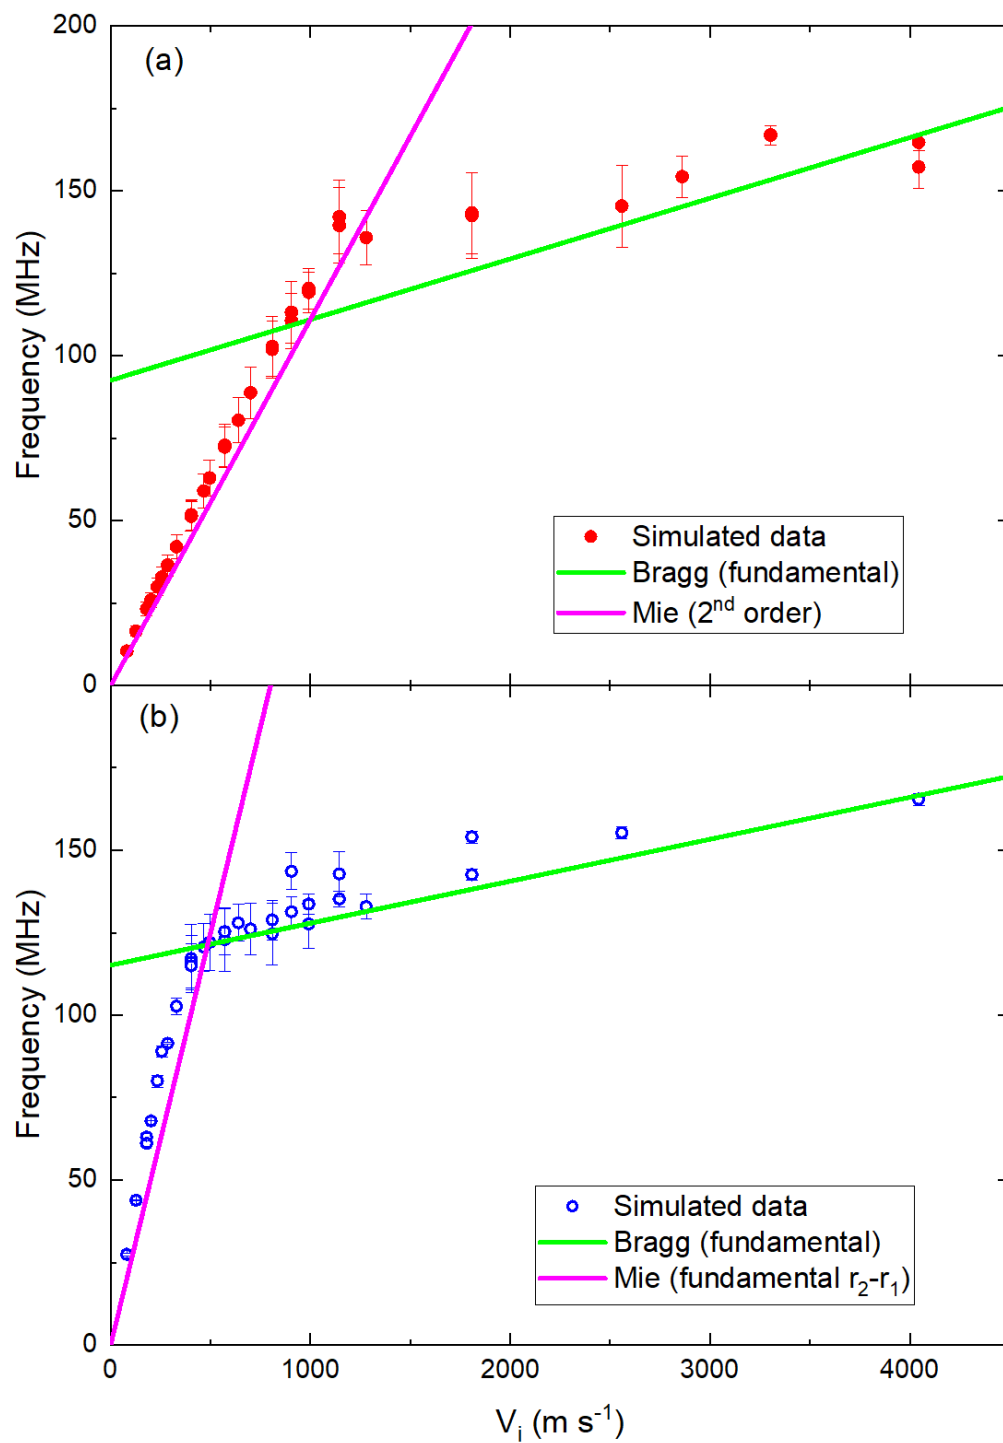 (a)
200
150
100
50
0
Frequency (MHz)
Simulated data
Bragg (fundamental)
Mie (2nd order)
(b)
150
100
50
0
Frequency (MHz)
Simulated data
Bragg (fundamental)
Mie (fundamental r2-r1)
0 1000 2000 3000 4000
Vi (m s-1)